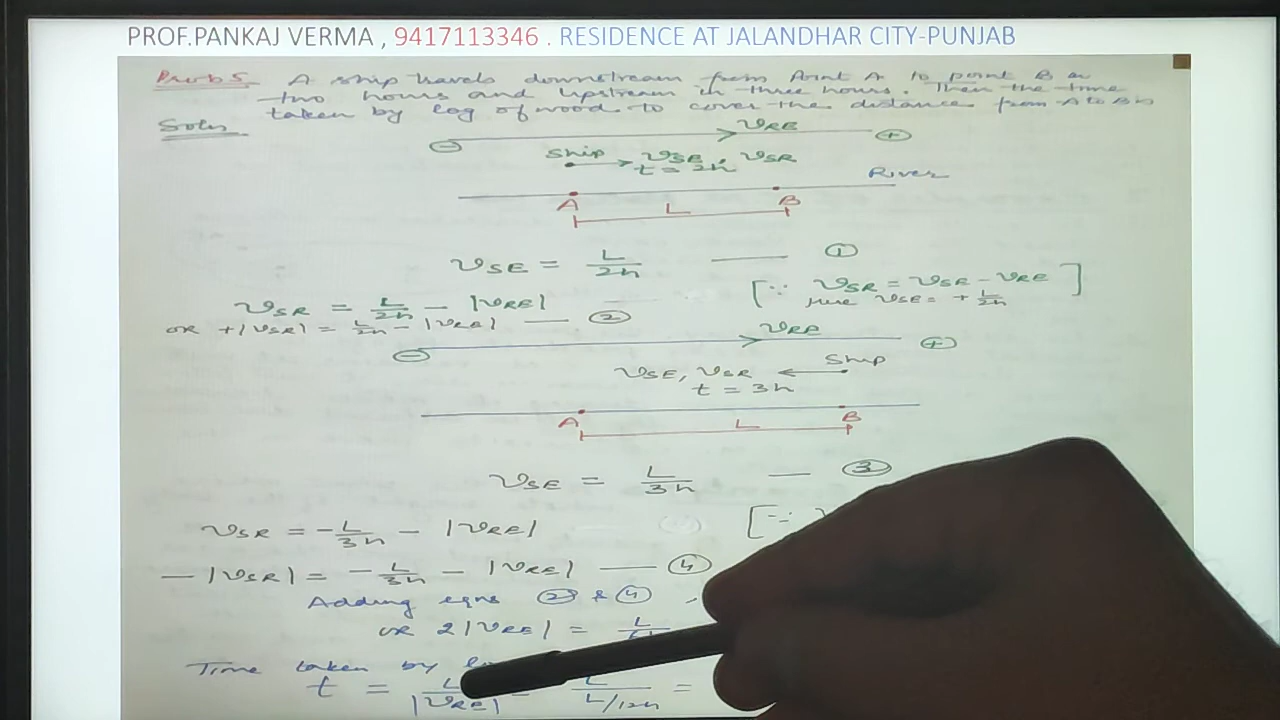 PROF.PANKAJ VERMA , 9417113346 . RESIDENCE AT JALANDHAR CITY-PUNJAB
Prob 5 A ship travels downstream from Point A to point B in
two hours and upstream in three hours. Then the time
taken by log of wood to cover the distance from A to B is
Soln
vRE
- +
Ship vSE, vSR
t = 2h
River
A B
L
vSE = L/2h — 1
vSR = L/2h - |vRE| [∵ vSR = vSE - vRE
here vSE = + L/2h ]
or +|vSR| = L/2h - |vRE| — 2
vRE
- +
Ship
vSE, vSR
t = 3h
A B
L
vSE = L/3h — 3
vSR = -L/3h - |vRE| [∵
-|vSR| = -L/3h - |vRE| — 4
Adding eqns 2 & 4
or 2|vRE| = L
Time taken by
t = L/|vRE| = L/L/12h =